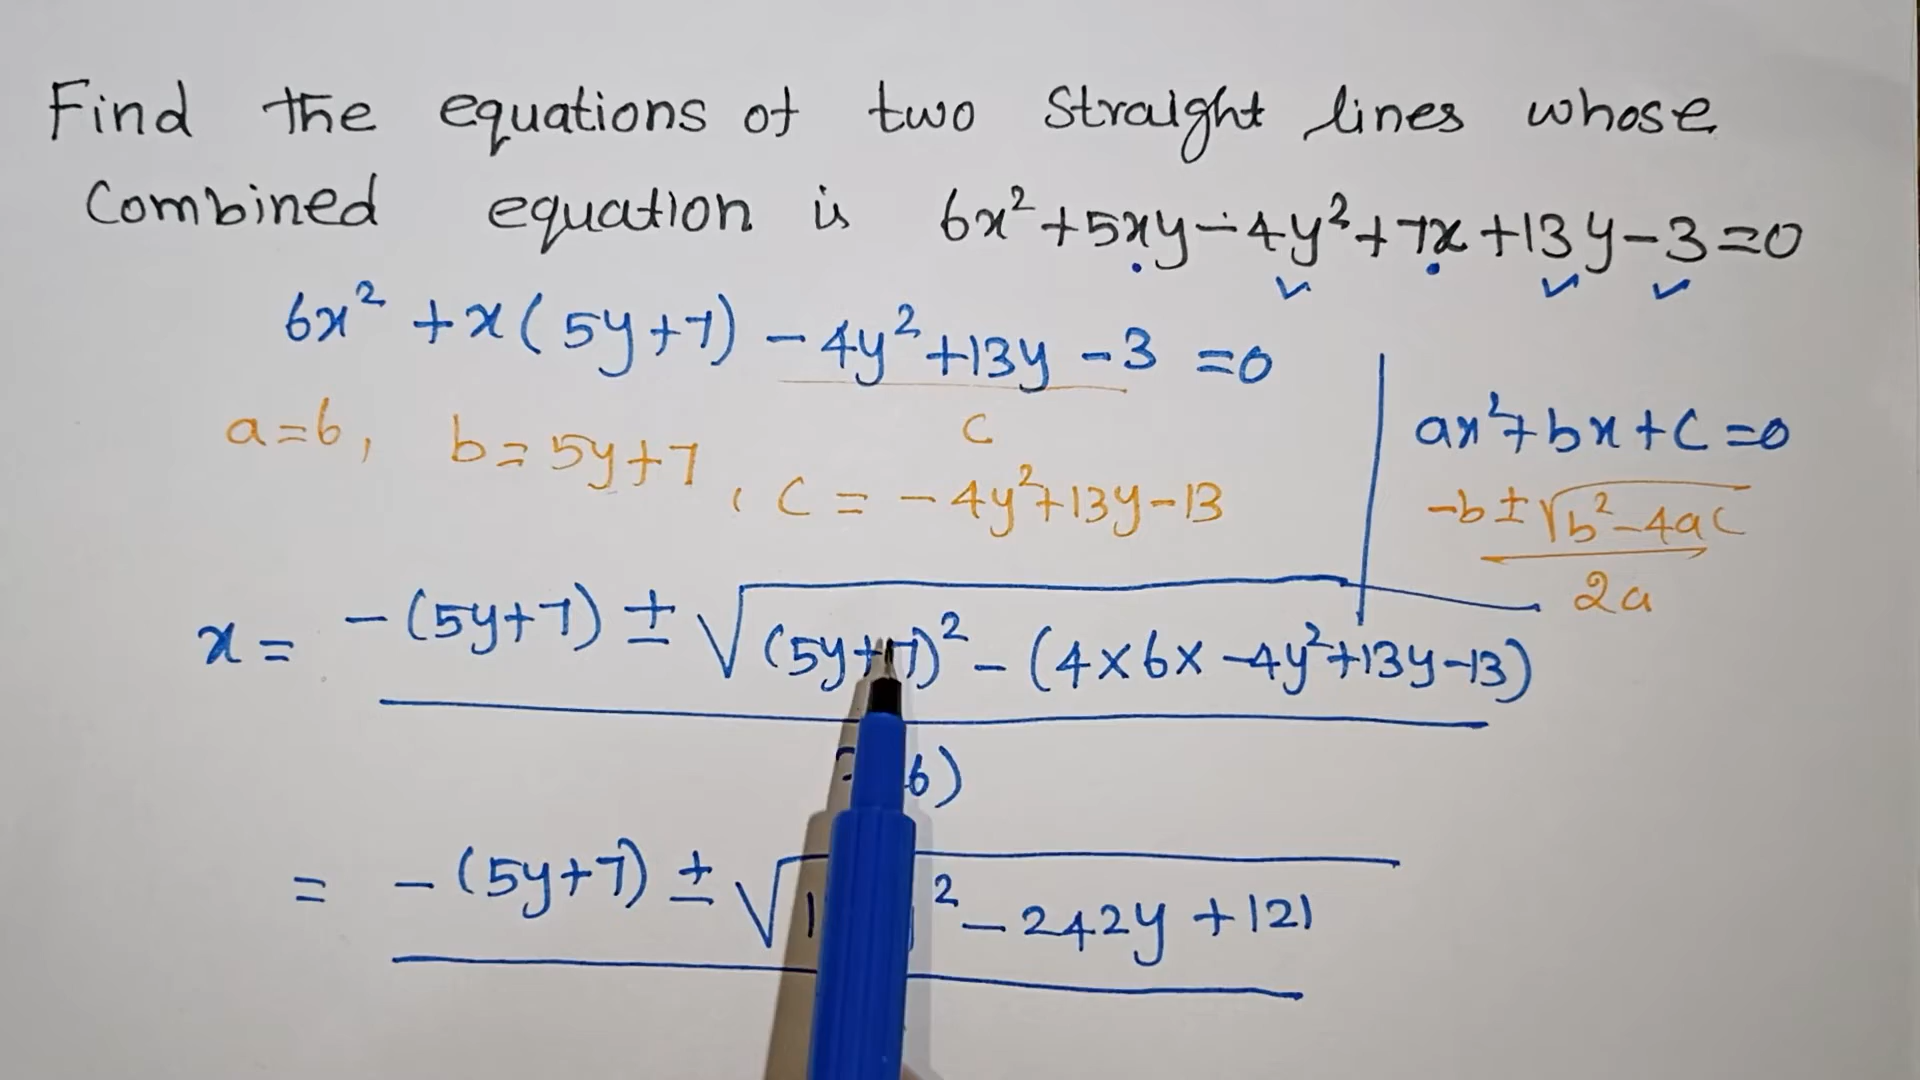 Find the equations of two Straight lines whose
Combined equation is 6x²+5xy-4y²+7x+13y-3=0
6x² +x(5y+7) -4y²+13y-3 =0
C
a=6, b=5y+7, C = -4y²+13y-13
ax²+bx+C=0
-b±√b²-4aC
2a
x= -(5y+7) ± √(5y+7)² - (4×6× -4y²+13y-13)
6)
= -(5y+7) ± √1 ² - 242y +121